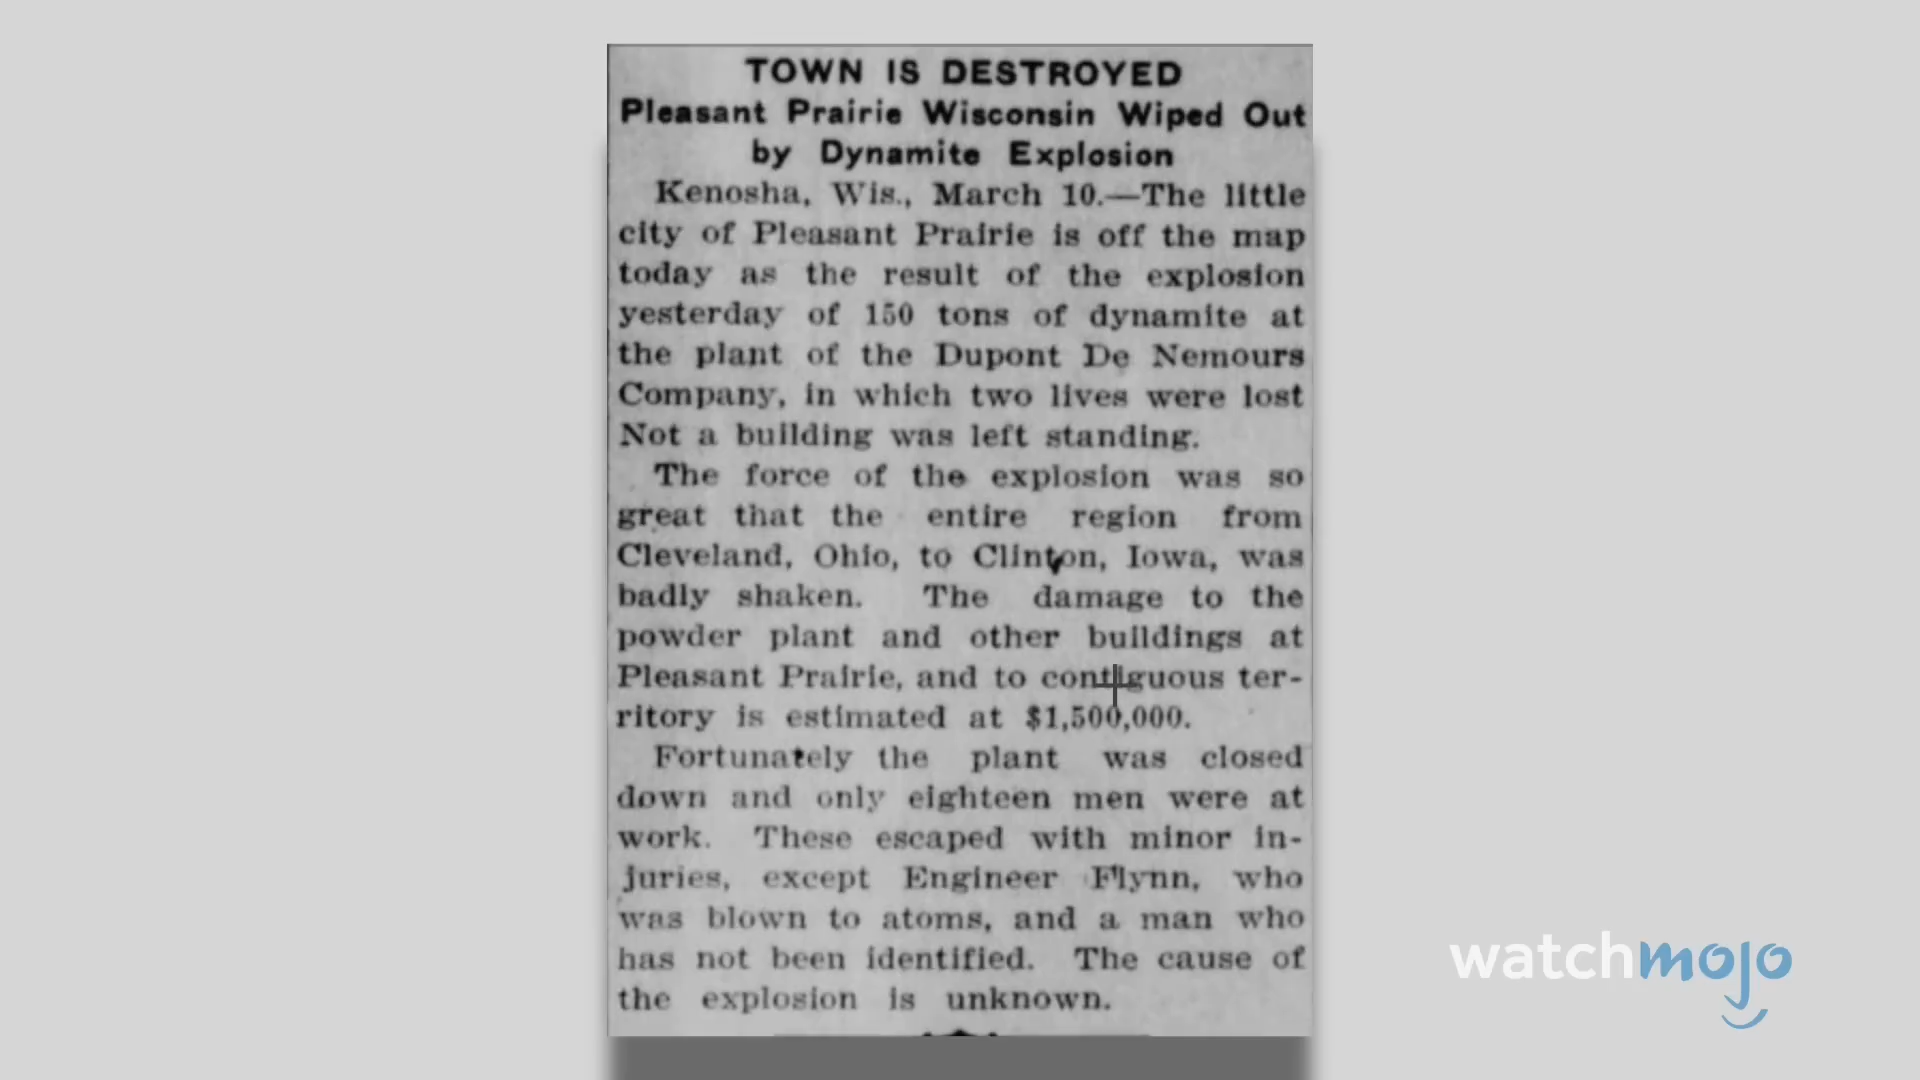 TOWN IS DESTROYED
Pleasant Prairie Wisconsin Wiped Out
by Dynamite Explosion
Kenosha, Wis., March 10.—The little
city of Pleasant Prairie is off the map
today as the result of the explosion
yesterday of 150 tons of dynamite at
the plant of the Dupont De Nemours
Company, in which two lives were lost
Not a building was left standing.
The force of the explosion was so
great that the entire region from
Cleveland, Ohio, to Clinton, Iowa, was
badly shaken. The damage to the
powder plant and other buildings at
Pleasant Prairie, and to contiguous ter-
ritory is estimated at $1,500,000.
Fortunately the plant was closed
down and only eighteen men were at
work. These escaped with minor in-
juries, except Engineer Flynn, who
was blown to atoms, and a man who
has not been identified. The cause of
the explosion is unknown.
watchmojo